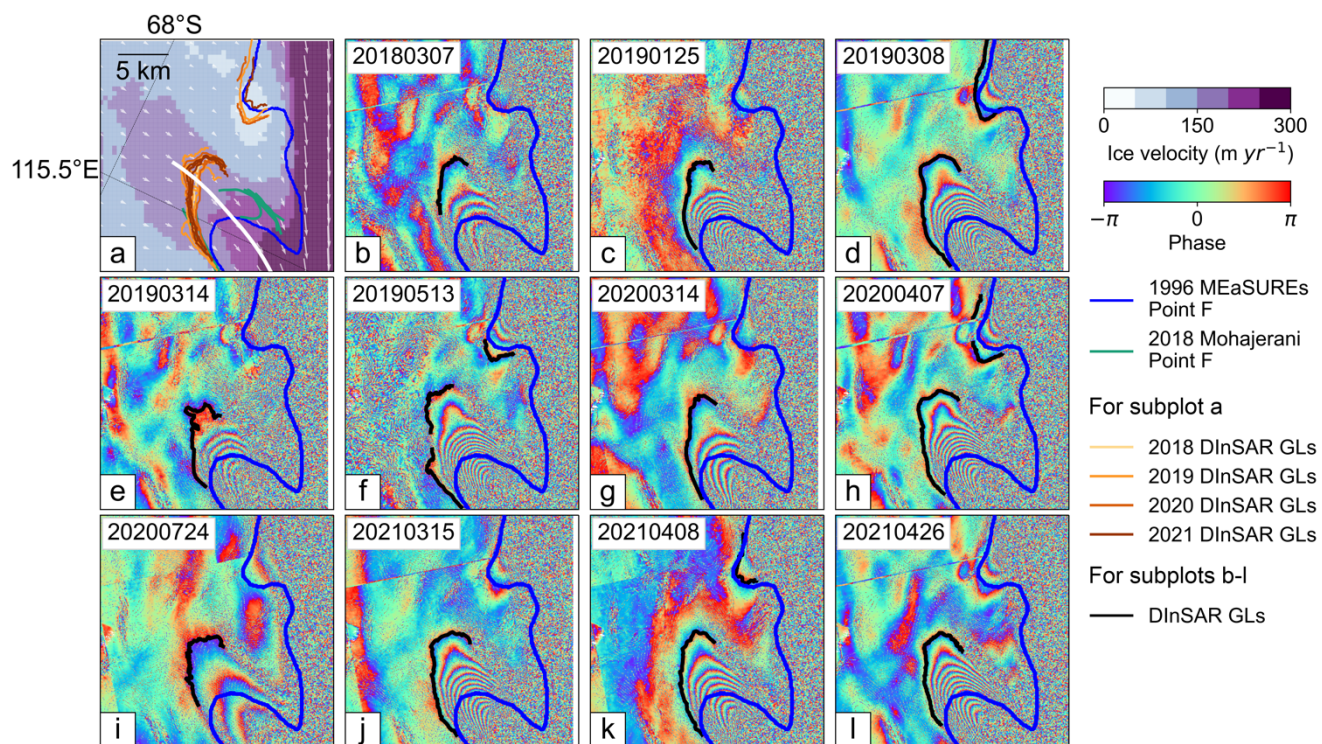 68°S
5 km
115.5°E
a
20180307
b
20190125
c
20190308
d
0 150 300
Ice velocity (m yr⁻¹)
−π 0 π
Phase
1996 MEaSUREs
Point F
2018 Mohajerani
Point F
20190314
e
20190513
f
20200314
g
20200407
h
For subplot a
2018 DInSAR GLs
2019 DInSAR GLs
2020 DInSAR GLs
2021 DInSAR GLs
For subplots b-l
DInSAR GLs
20200724
i
20210315
j
20210408
k
20210426
l